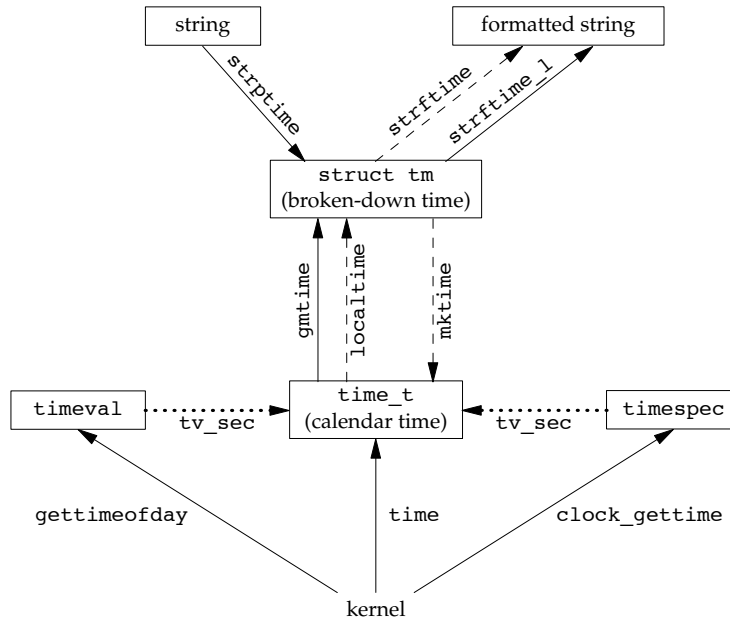 string
formatted string
strptime
strftime
strftime_l
struct tm
(broken-down time)
gmtime
localtime
mktime
timeval
tv_sec
time_t
(calendar time)
tv_sec
timespec
gettimeofday
time
clock_gettime
kernel